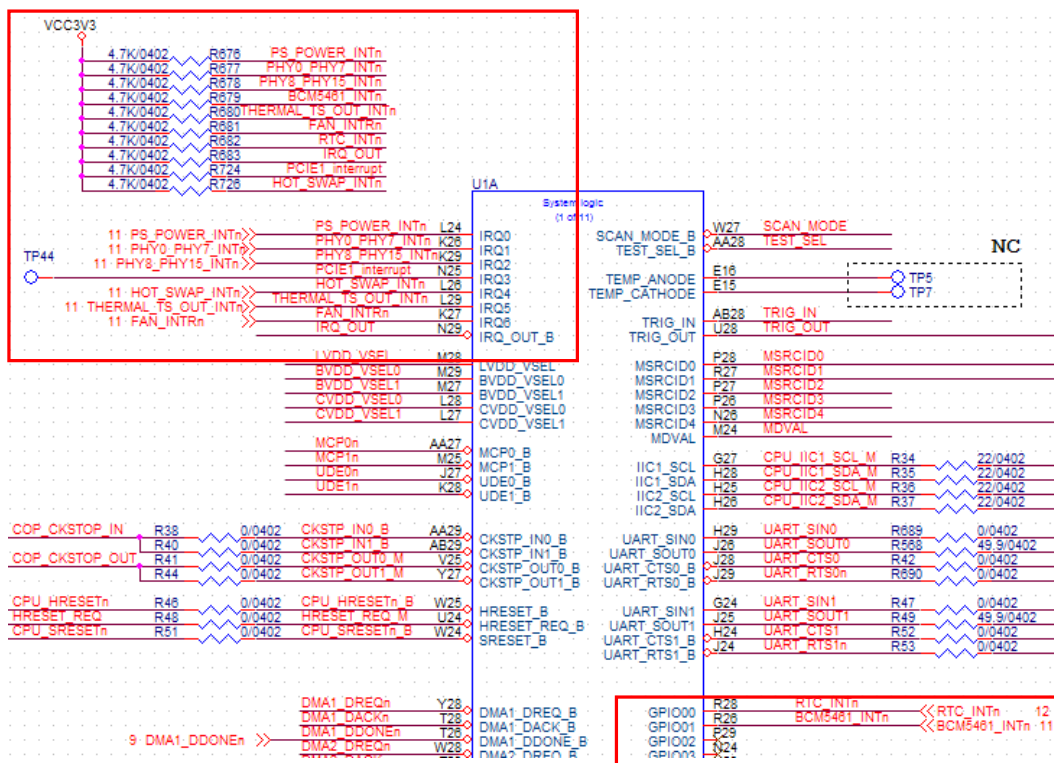 VCC3V3
4.7K/0402 R676 PS_POWER_INTn
4.7K/0402 R677 PHY0_PHY7_INTn
4.7K/0402 R678 PHY8_PHY15_INTn
4.7K/0402 R679 BCM5461_INTn
4.7K/0402 R680 THERMAL_TS_OUT_INTn
4.7K/0402 R681 FAN_INTRn
4.7K/0402 R682 RTC_INTn
4.7K/0402 R683 IRQ_OUT
4.7K/0402 R724 PCIE1_interrupt
4.7K/0402 R726 HOT_SWAP_INTn
U1A
System logic
(1 of 11)
11 PS_POWER_INTn PS_POWER_INTn L24 IRQ0
11 PHY0_PHY7_INTn PHY0_PHY7_INTn K26 IRQ1
11 PHY8_PHY15_INTn PHY8_PHY15_INTn K29 IRQ2
TP44 PCIE1_interrupt N25 IRQ3
11 HOT_SWAP_INTn HOT_SWAP_INTn L26 IRQ4
11 THERMAL_TS_OUT_INTn THERMAL_TS_OUT_INTn L29 IRQ5
11 FAN_INTRn FAN_INTRn K27 IRQ6
IRQ_OUT N29 IRQ_OUT_B
LVDD_VSEL M28 LVDD_VSEL
BVDD_VSEL0 M29 BVDD_VSEL0
BVDD_VSEL1 M27 BVDD_VSEL1
CVDD_VSEL0 L28 CVDD_VSEL0
CVDD_VSEL1 L27 CVDD_VSEL1
MCP0n AA27 MCP0_B
MCP1n M25 MCP1_B
UDE0n J27 UDE0_B
UDE1n K28 UDE1_B
COP_CKSTOP_IN R38 0/0402 CKSTP_IN0_B AA29 CKSTP_IN0_B
R40 0/0402 CKSTP_IN1_B AB29 CKSTP_IN1_B
COP_CKSTOP_OUT R41 0/0402 CKSTP_OUT0_M V25 CKSTP_OUT0_B
R44 0/0402 CKSTP_OUT1_M Y27 CKSTP_OUT1_B
CPU_HRESETn R46 0/0402 CPU_HRESETn_B W25 HRESET_B
HRESET_REQ R48 0/0402 HRESET_REQ_M U24 HRESET_REQ_B
CPU_SRESETn R51 0/0402 CPU_SRESETn_B W24 SRESET_B
DMA1_DREQn Y28 DMA1_DREQ_B
DMA1_DACKn T28 DMA1_DACK_B
9 DMA1_DDONEn DMA1_DDONEn T26 DMA1_DDONE_B
DMA2_DREQn W28 DMA2_DREQ_B
SCAN_MODE_B W27 SCAN_MODE
TEST_SEL_B AA28 TEST_SEL
NC
TEMP_ANODE E16 TP5
TEMP_CATHODE E15 TP7
TRIG_IN AB28 TRIG_IN
TRIG_OUT U28 TRIG_OUT
MSRCID0 P28 MSRCID0
MSRCID1 R27 MSRCID1
MSRCID2 P27 MSRCID2
MSRCID3 P26 MSRCID3
MSRCID4 N26 MSRCID4
MDVAL M24 MDVAL
IIC1_SCL G27 CPU_IIC1_SCL_M R34 22/0402
IIC1_SDA H28 CPU_IIC1_SDA_M R35 22/0402
IIC2_SCL H25 CPU_IIC2_SCL_M R36 22/0402
IIC2_SDA H26 CPU_IIC2_SDA_M R37 22/0402
UART_SIN0 H29 UART_SIN0 R689 0/0402
UART_SOUT0 J26 UART_SOUT0 R568 49.9/0402
UART_CTS0_B J28 UART_CTS0 R42 0/0402
UART_RTS0_B J29 UART_RTS0n R690 0/0402
UART_SIN1 G24 UART_SIN1 R47 0/0402
UART_SOUT1 J25 UART_SOUT1 R49 49.9/0402
UART_CTS1_B H24 UART_CTS1 R52 0/0402
UART_RTS1_B J24 UART_RTS1n R53 0/0402
GPIO00 R28 RTC_INTn RTC_INTn 12
GPIO01 R26 BCM5461_INTn BCM5461_INTn 11
GPIO02 P29
GPIO03 N24